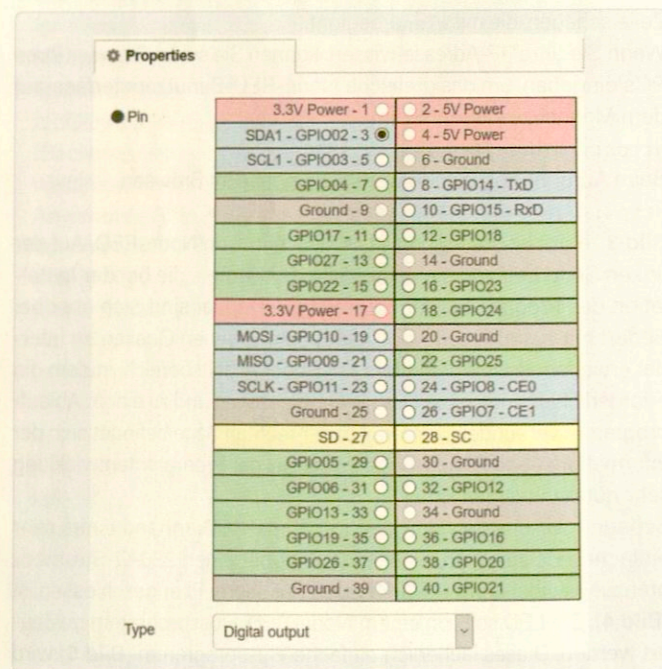 Properties
Pin
3.3V Power - 1 2 - 5V Power
SDA1 - GPIO02 - 3 4 - 5V Power
SCL1 - GPIO03 - 5 6 - Ground
GPIO04 - 7 8 - GPIO14 - TxD
Ground - 9 10 - GPIO15 - RxD
GPIO17 - 11 12 - GPIO18
GPIO27 - 13 14 - Ground
GPIO22 - 15 16 - GPIO23
3.3V Power - 17 18 - GPIO24
MOSI - GPIO10 - 19 20 - Ground
MISO - GPIO09 - 21 22 - GPIO25
SCLK - GPIO11 - 23 24 - GPIO8 - CE0
Ground - 25 26 - GPIO7 - CE1
SD - 27 28 - SC
GPIO05 - 29 30 - Ground
GPIO06 - 31 32 - GPIO12
GPIO13 - 33 34 - Ground
GPIO19 - 35 36 - GPIO16
GPIO26 - 37 38 - GPIO20
Ground - 39 40 - GPIO21
Type Digital output